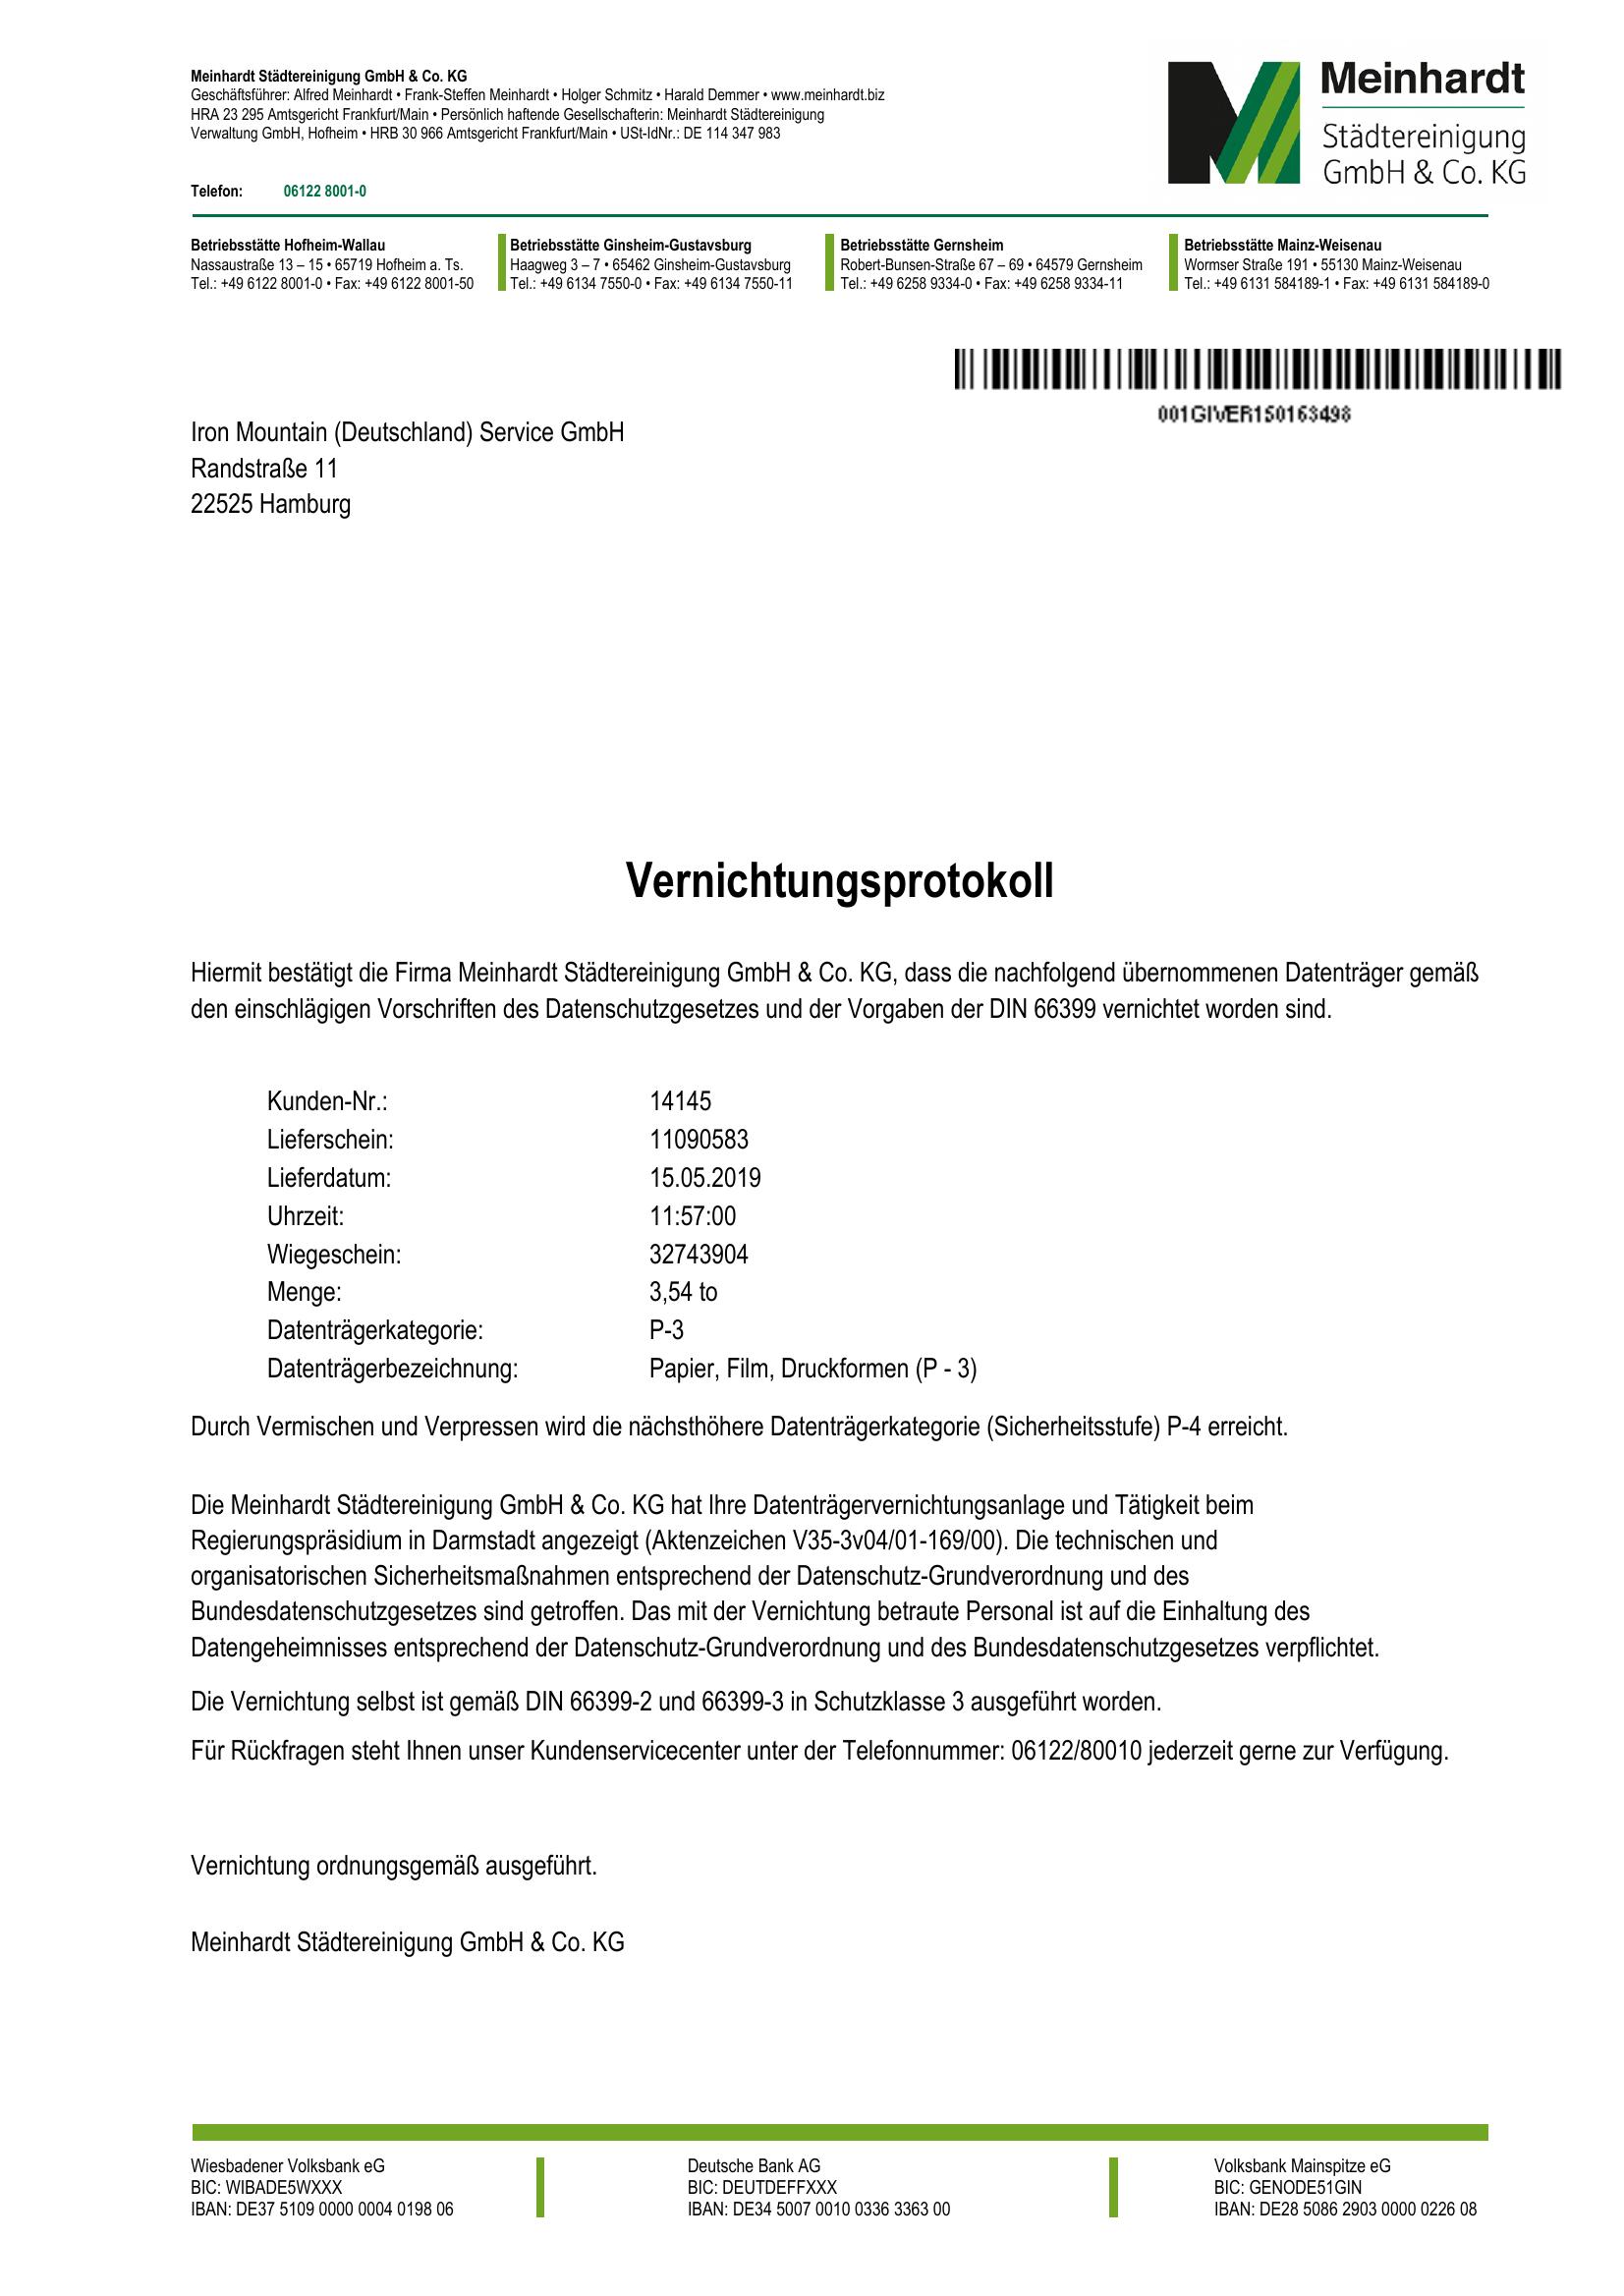 Meinhardt Städtereinigung GmbH & Co. KG
Geschäftsführer: Alfred Meinhardt • Frank-Steffen Meinhardt • Holger Schmitz • Harald Demmer • www.meinhardt.biz
HRA 23 295 Amtsgericht Frankfurt/Main • Persönlich haftende Gesellschafterin: Meinhardt Städtereinigung
Verwaltung GmbH, Hofheim • HRB 30 966 Amtsgericht Frankfurt/Main • USt-IdNr.: DE 114 347 983
Telefon: 06122 8001-0
Meinhardt
Städtereinigung
GmbH & Co. KG
Betriebsstätte Hofheim-Wallau
Nassaustraße 13 – 15 • 65719 Hofheim a. Ts.
Tel.: +49 6122 8001-0 • Fax: +49 6122 8001-50
Betriebsstätte Ginsheim-Gustavsburg
Haagweg 3 – 7 • 65462 Ginsheim-Gustavsburg
Tel.: +49 6134 7550-0 • Fax: +49 6134 7550-11
Betriebsstätte Gernsheim
Robert-Bunsen-Straße 67 – 69 • 64579 Gernsheim
Tel.: +49 6258 9334-0 • Fax: +49 6258 9334-11
Betriebsstätte Mainz-Weisenau
Wormser Straße 191 • 55130 Mainz-Weisenau
Tel.: +49 6131 584189-1 • Fax: +49 6131 584189-0
001GIVER150163498
Iron Mountain (Deutschland) Service GmbH
Randstraße 11
22525 Hamburg
Vernichtungsprotokoll
Hiermit bestätigt die Firma Meinhardt Städtereinigung GmbH & Co. KG, dass die nachfolgend übernommenen Datenträger gemäß
den einschlägigen Vorschriften des Datenschutzgesetzes und der Vorgaben der DIN 66399 vernichtet worden sind.
Kunden-Nr.: 14145
Lieferschein: 11090583
Lieferdatum: 15.05.2019
Uhrzeit: 11:57:00
Wiegeschein: 32743904
Menge: 3,54 to
Datenträgerkategorie: P-3
Datenträgerbezeichnung: Papier, Film, Druckformen (P - 3)
Durch Vermischen und Verpressen wird die nächsthöhere Datenträgerkategorie (Sicherheitsstufe) P-4 erreicht.
Die Meinhardt Städtereinigung GmbH & Co. KG hat Ihre Datenträgervernichtungsanlage und Tätigkeit beim
Regierungspräsidium in Darmstadt angezeigt (Aktenzeichen V35-3v04/01-169/00). Die technischen und
organisatorischen Sicherheitsmaßnahmen entsprechend der Datenschutz-Grundverordnung und des
Bundesdatenschutzgesetzes sind getroffen. Das mit der Vernichtung betraute Personal ist auf die Einhaltung des
Datengeheimnisses entsprechend der Datenschutz-Grundverordnung und des Bundesdatenschutzgesetzes verpflichtet.
Die Vernichtung selbst ist gemäß DIN 66399-2 und 66399-3 in Schutzklasse 3 ausgeführt worden.
Für Rückfragen steht Ihnen unser Kundenservicecenter unter der Telefonnummer: 06122/80010 jederzeit gerne zur Verfügung.
Vernichtung ordnungsgemäß ausgeführt.
Meinhardt Städtereinigung GmbH & Co. KG
Wiesbadener Volksbank eG
BIC: WIBADE5WXXX
IBAN: DE37 5109 0000 0004 0198 06
Deutsche Bank AG
BIC: DEUTDEFFXXX
IBAN: DE34 5007 0010 0336 3363 00
Volksbank Mainspitze eG
BIC: GENODE51GIN
IBAN: DE28 5086 2903 0000 0226 08